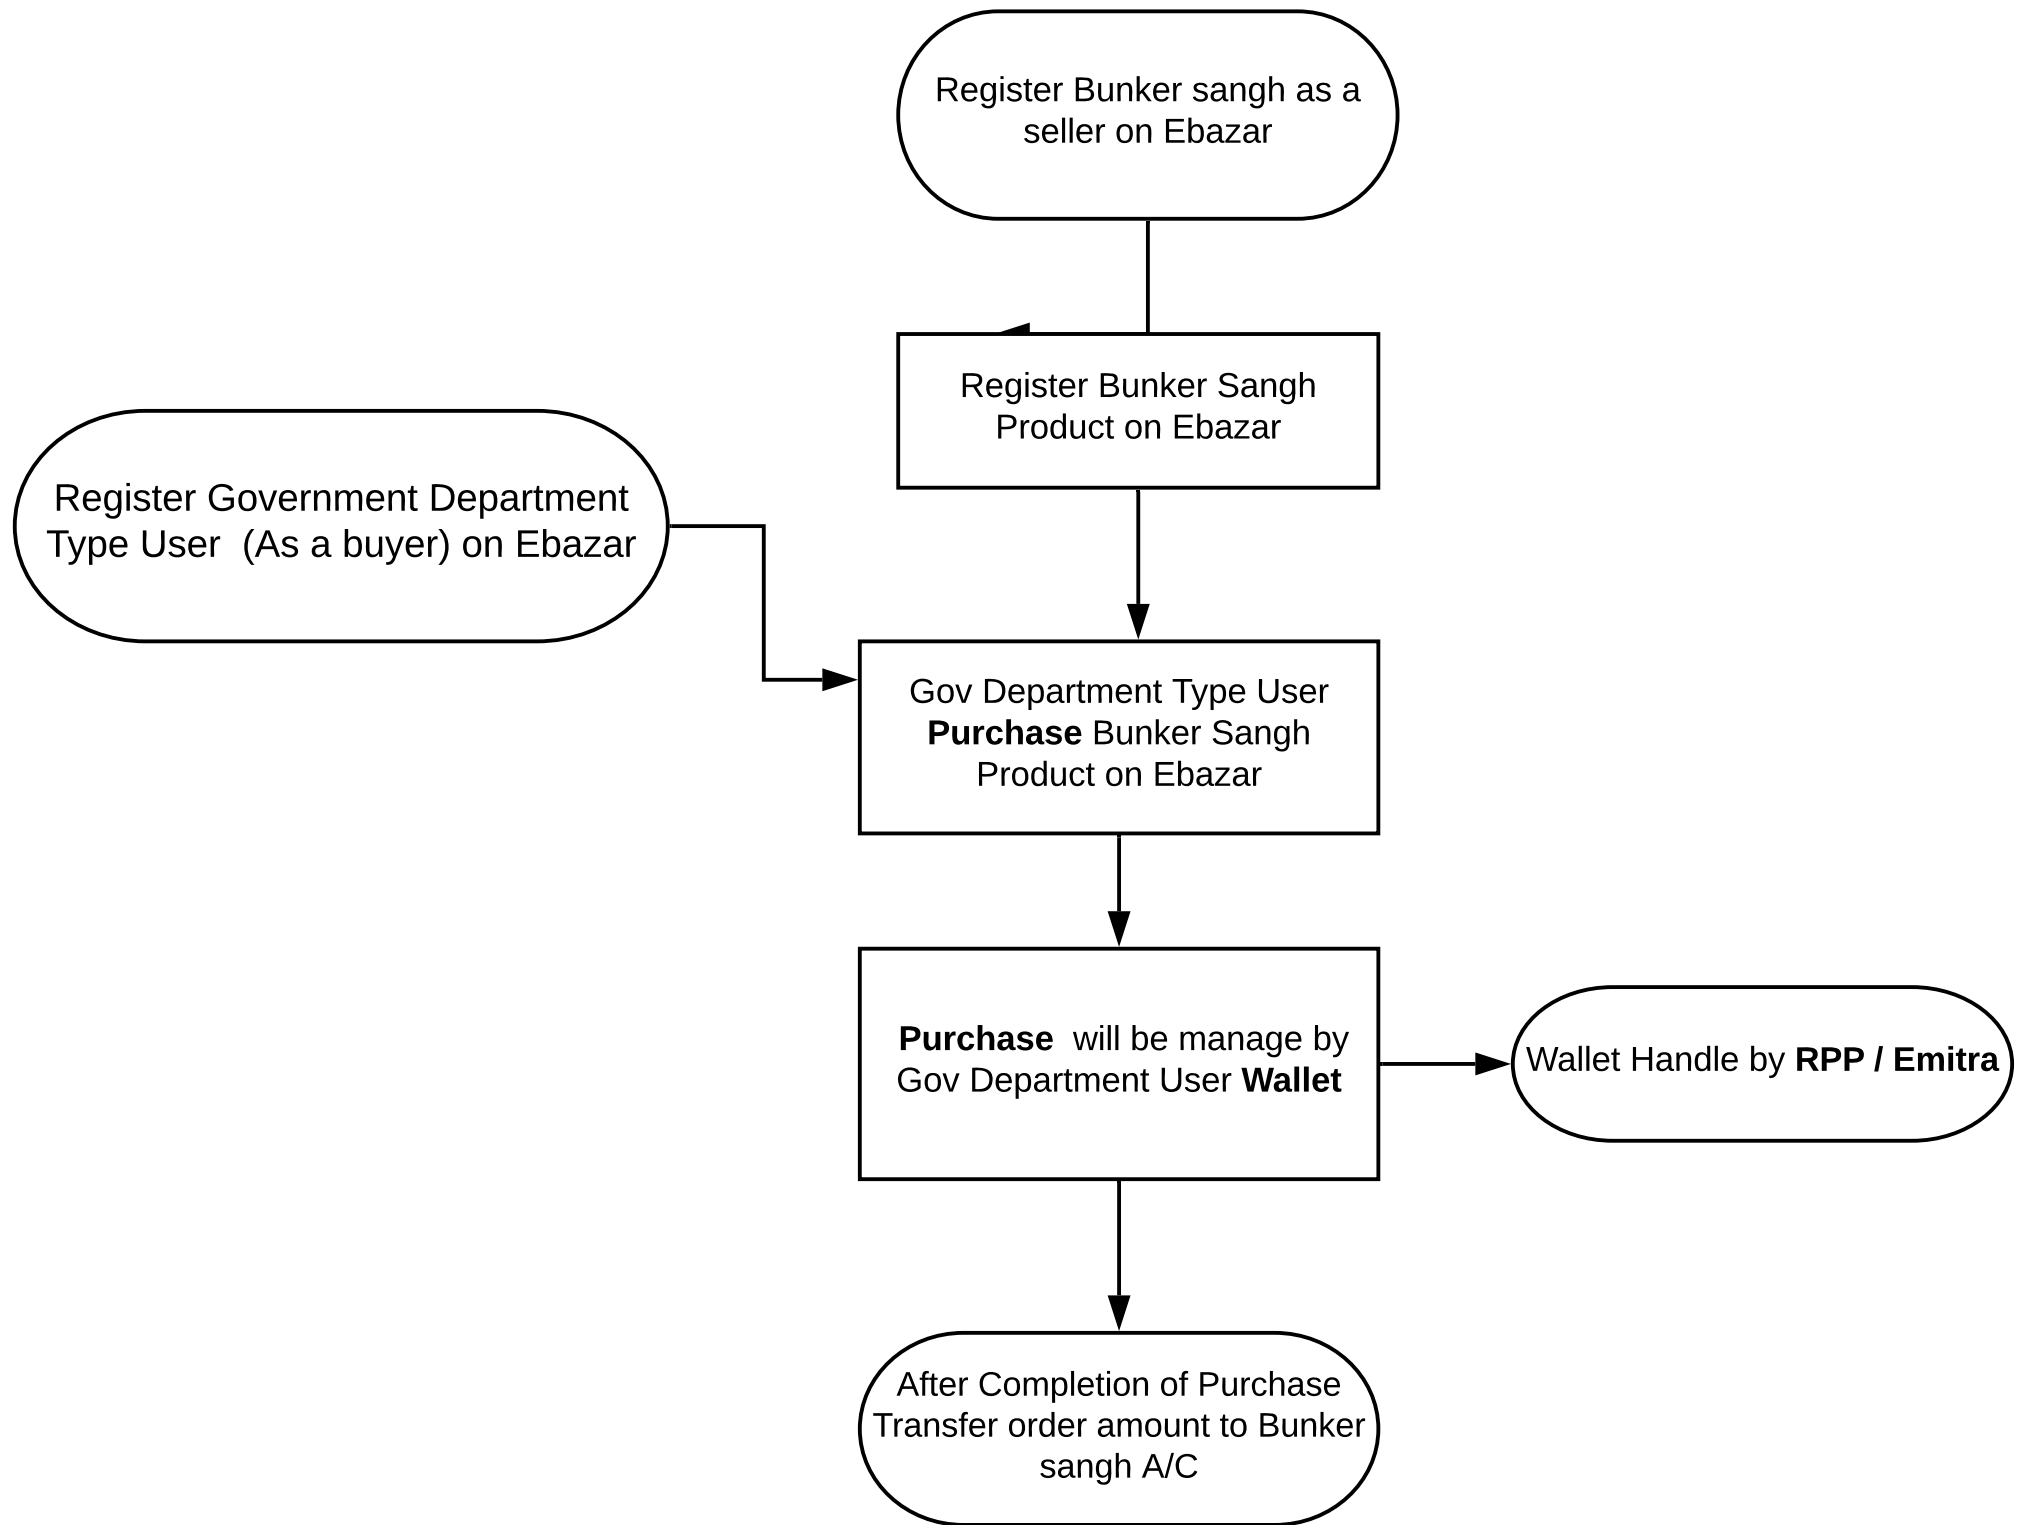 Register Bunker sangh as a
seller on Ebazar
Register Bunker Sangh
Product on Ebazar
Register Government Department
Type User  (As a buyer) on Ebazar
Gov Department Type User
Purchase Bunker Sangh
Product on Ebazar
Purchase  will be manage by
Gov Department User Wallet
Wallet Handle by RPP / Emitra
After Completion of Purchase
Transfer order amount to Bunker
sangh A/C